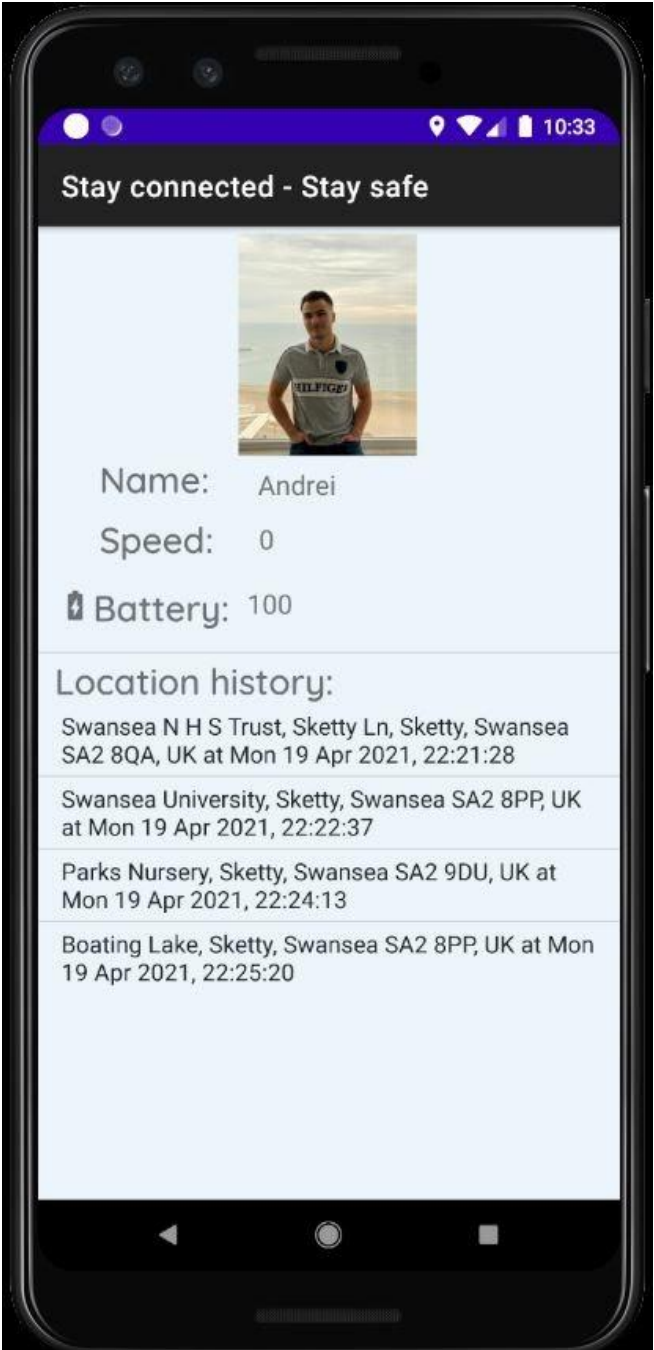 10:33
Stay connected - Stay safe
HILFIGER
Name: Andrei
Speed: 0
Battery: 100
Location history:
Swansea N H S Trust, Sketty Ln, Sketty, Swansea
SA2 8QA, UK at Mon 19 Apr 2021, 22:21:28
Swansea University, Sketty, Swansea SA2 8PP, UK
at Mon 19 Apr 2021, 22:22:37
Parks Nursery, Sketty, Swansea SA2 9DU, UK at
Mon 19 Apr 2021, 22:24:13
Boating Lake, Sketty, Swansea SA2 8PP, UK at Mon
19 Apr 2021, 22:25:20